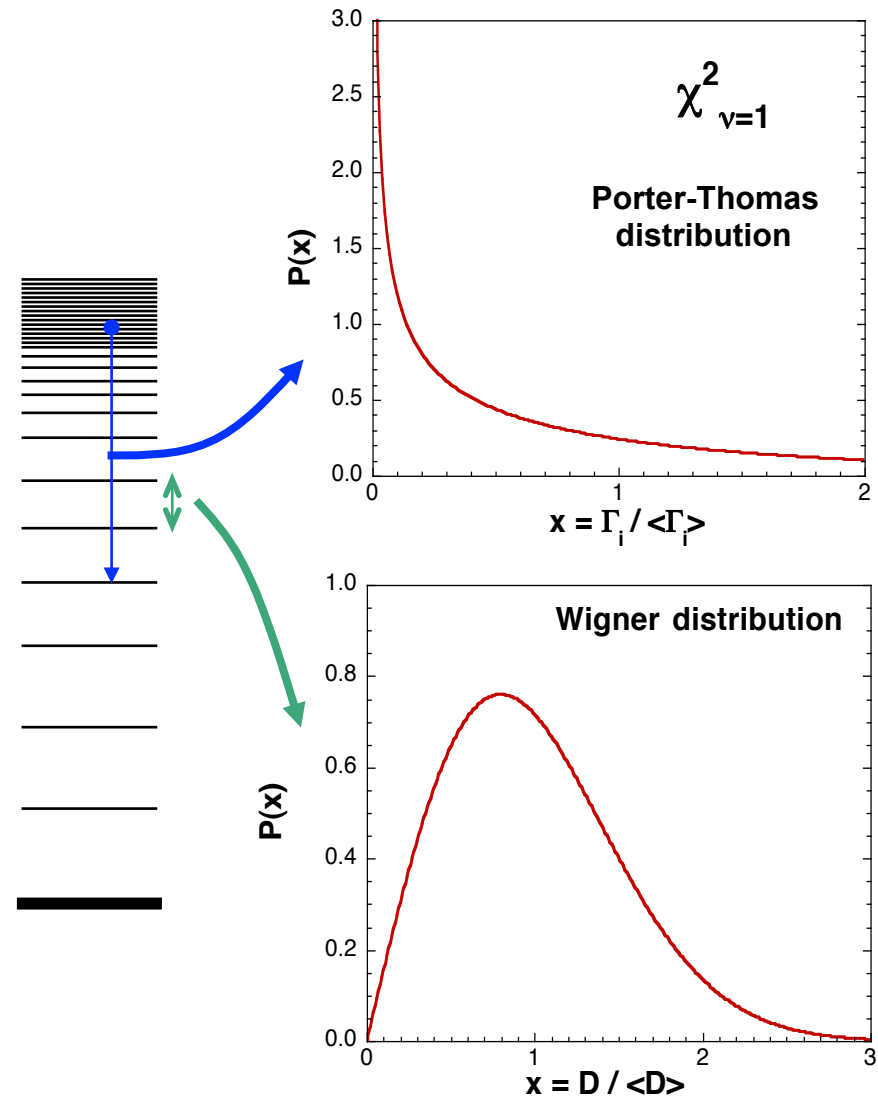 3.0
2.5
2.0
1.5
1.0
0.5
0.0
P(x)
χ²ν=1
Porter-Thomas
distribution
0 1 2
x = Γi / <Γi>
1.0
0.8
0.6
0.4
0.2
0.0
P(x)
Wigner distribution
0 1 2 3
x = D / <D>